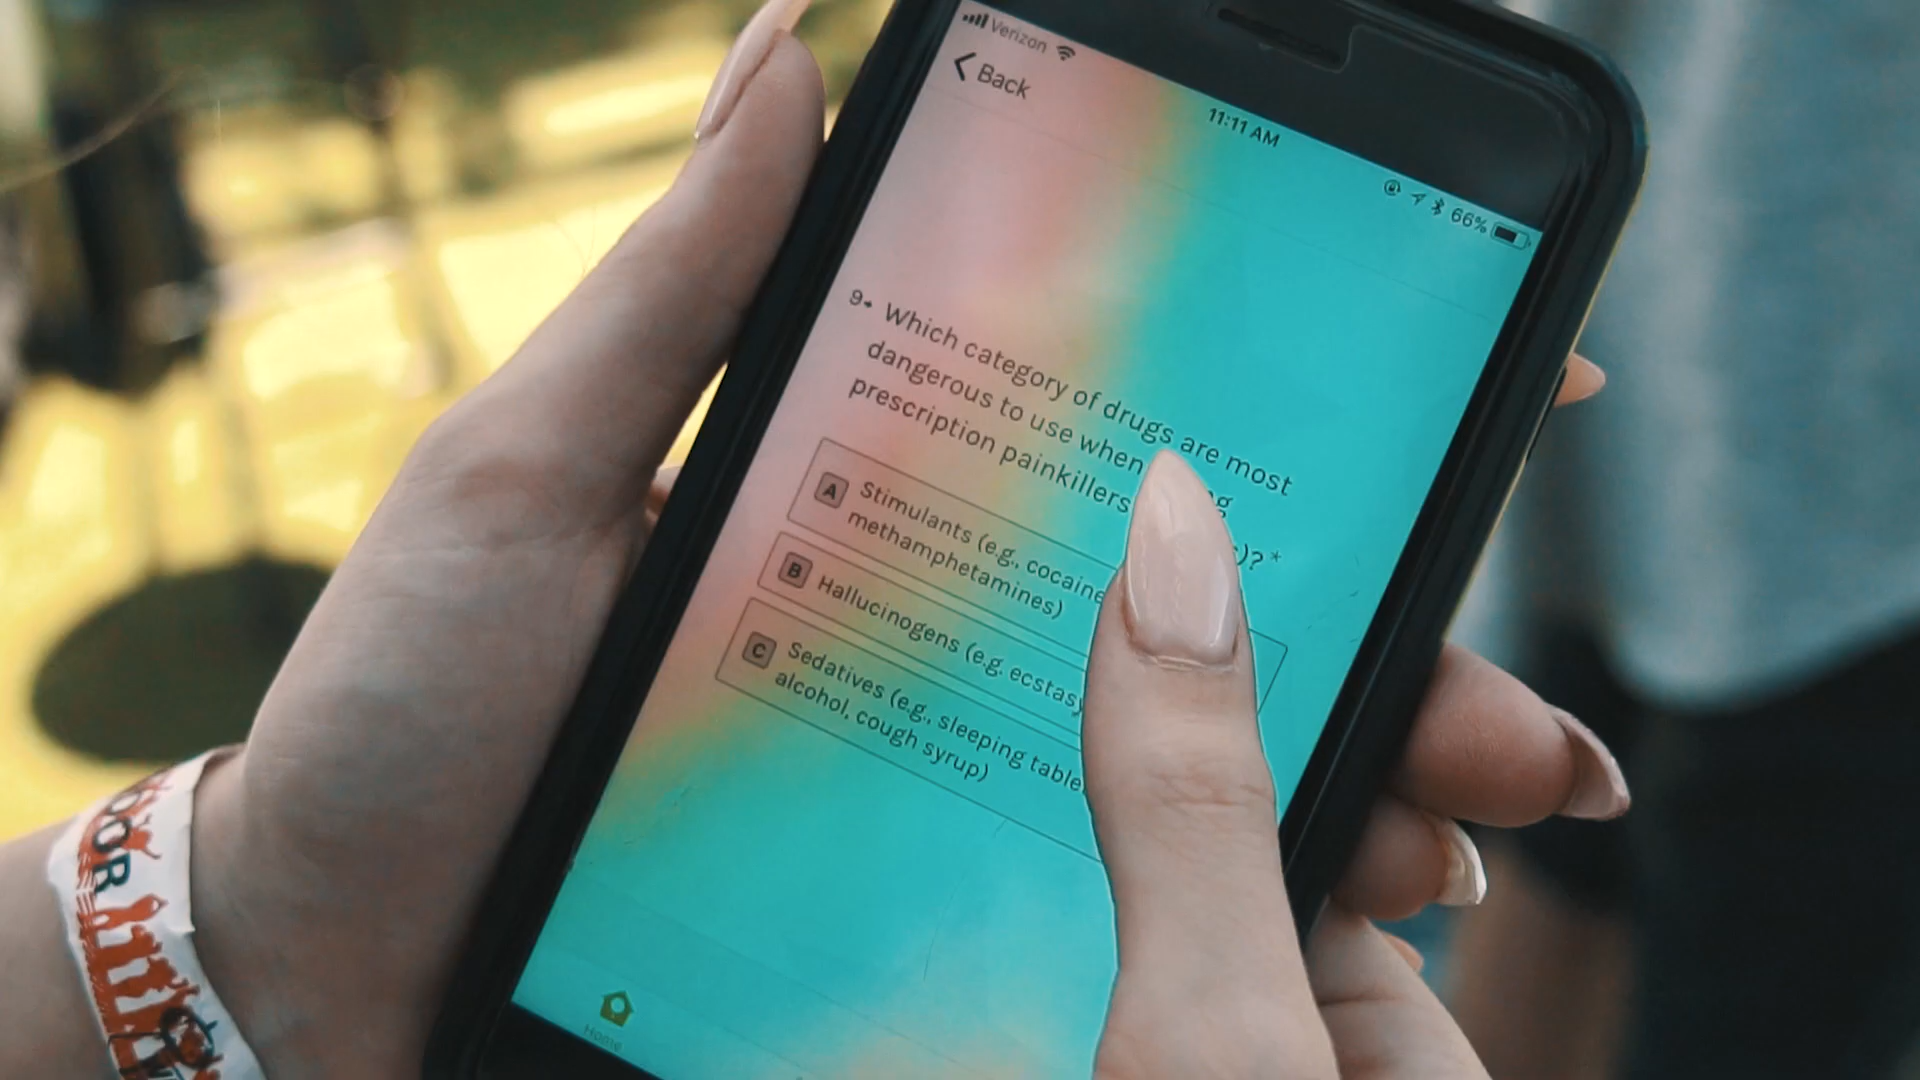 Verizon
Back
11:11 AM
66%
9 Which category of drugs are most
dangerous to use when
prescription painkillers
)? *
A Stimulants (e.g., cocaine
methamphetamines)
B Hallucinogens (e.g. ecstasy
C Sedatives (e.g., sleeping
alcohol, cough syrup)
Home